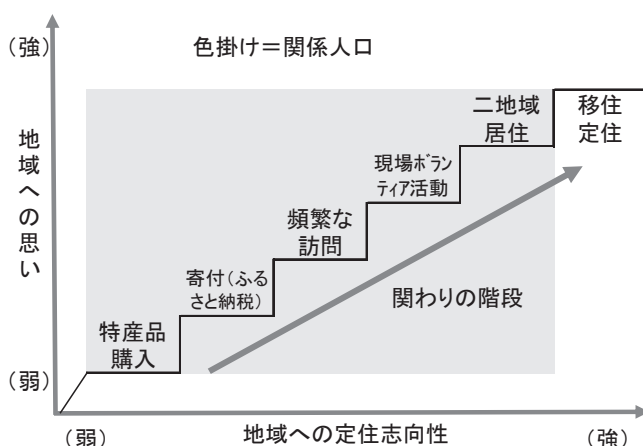 （強）
色掛け＝関係人口
二地域
居住
移住
定住
地域への思い
現場ﾎﾞﾗﾝ
ﾃｨｱ活動
頻繁な
訪問
寄付（ふる
さと納税）
関わりの階段
特産品
購入
（弱）
（弱）
地域への定住志向性
（強）